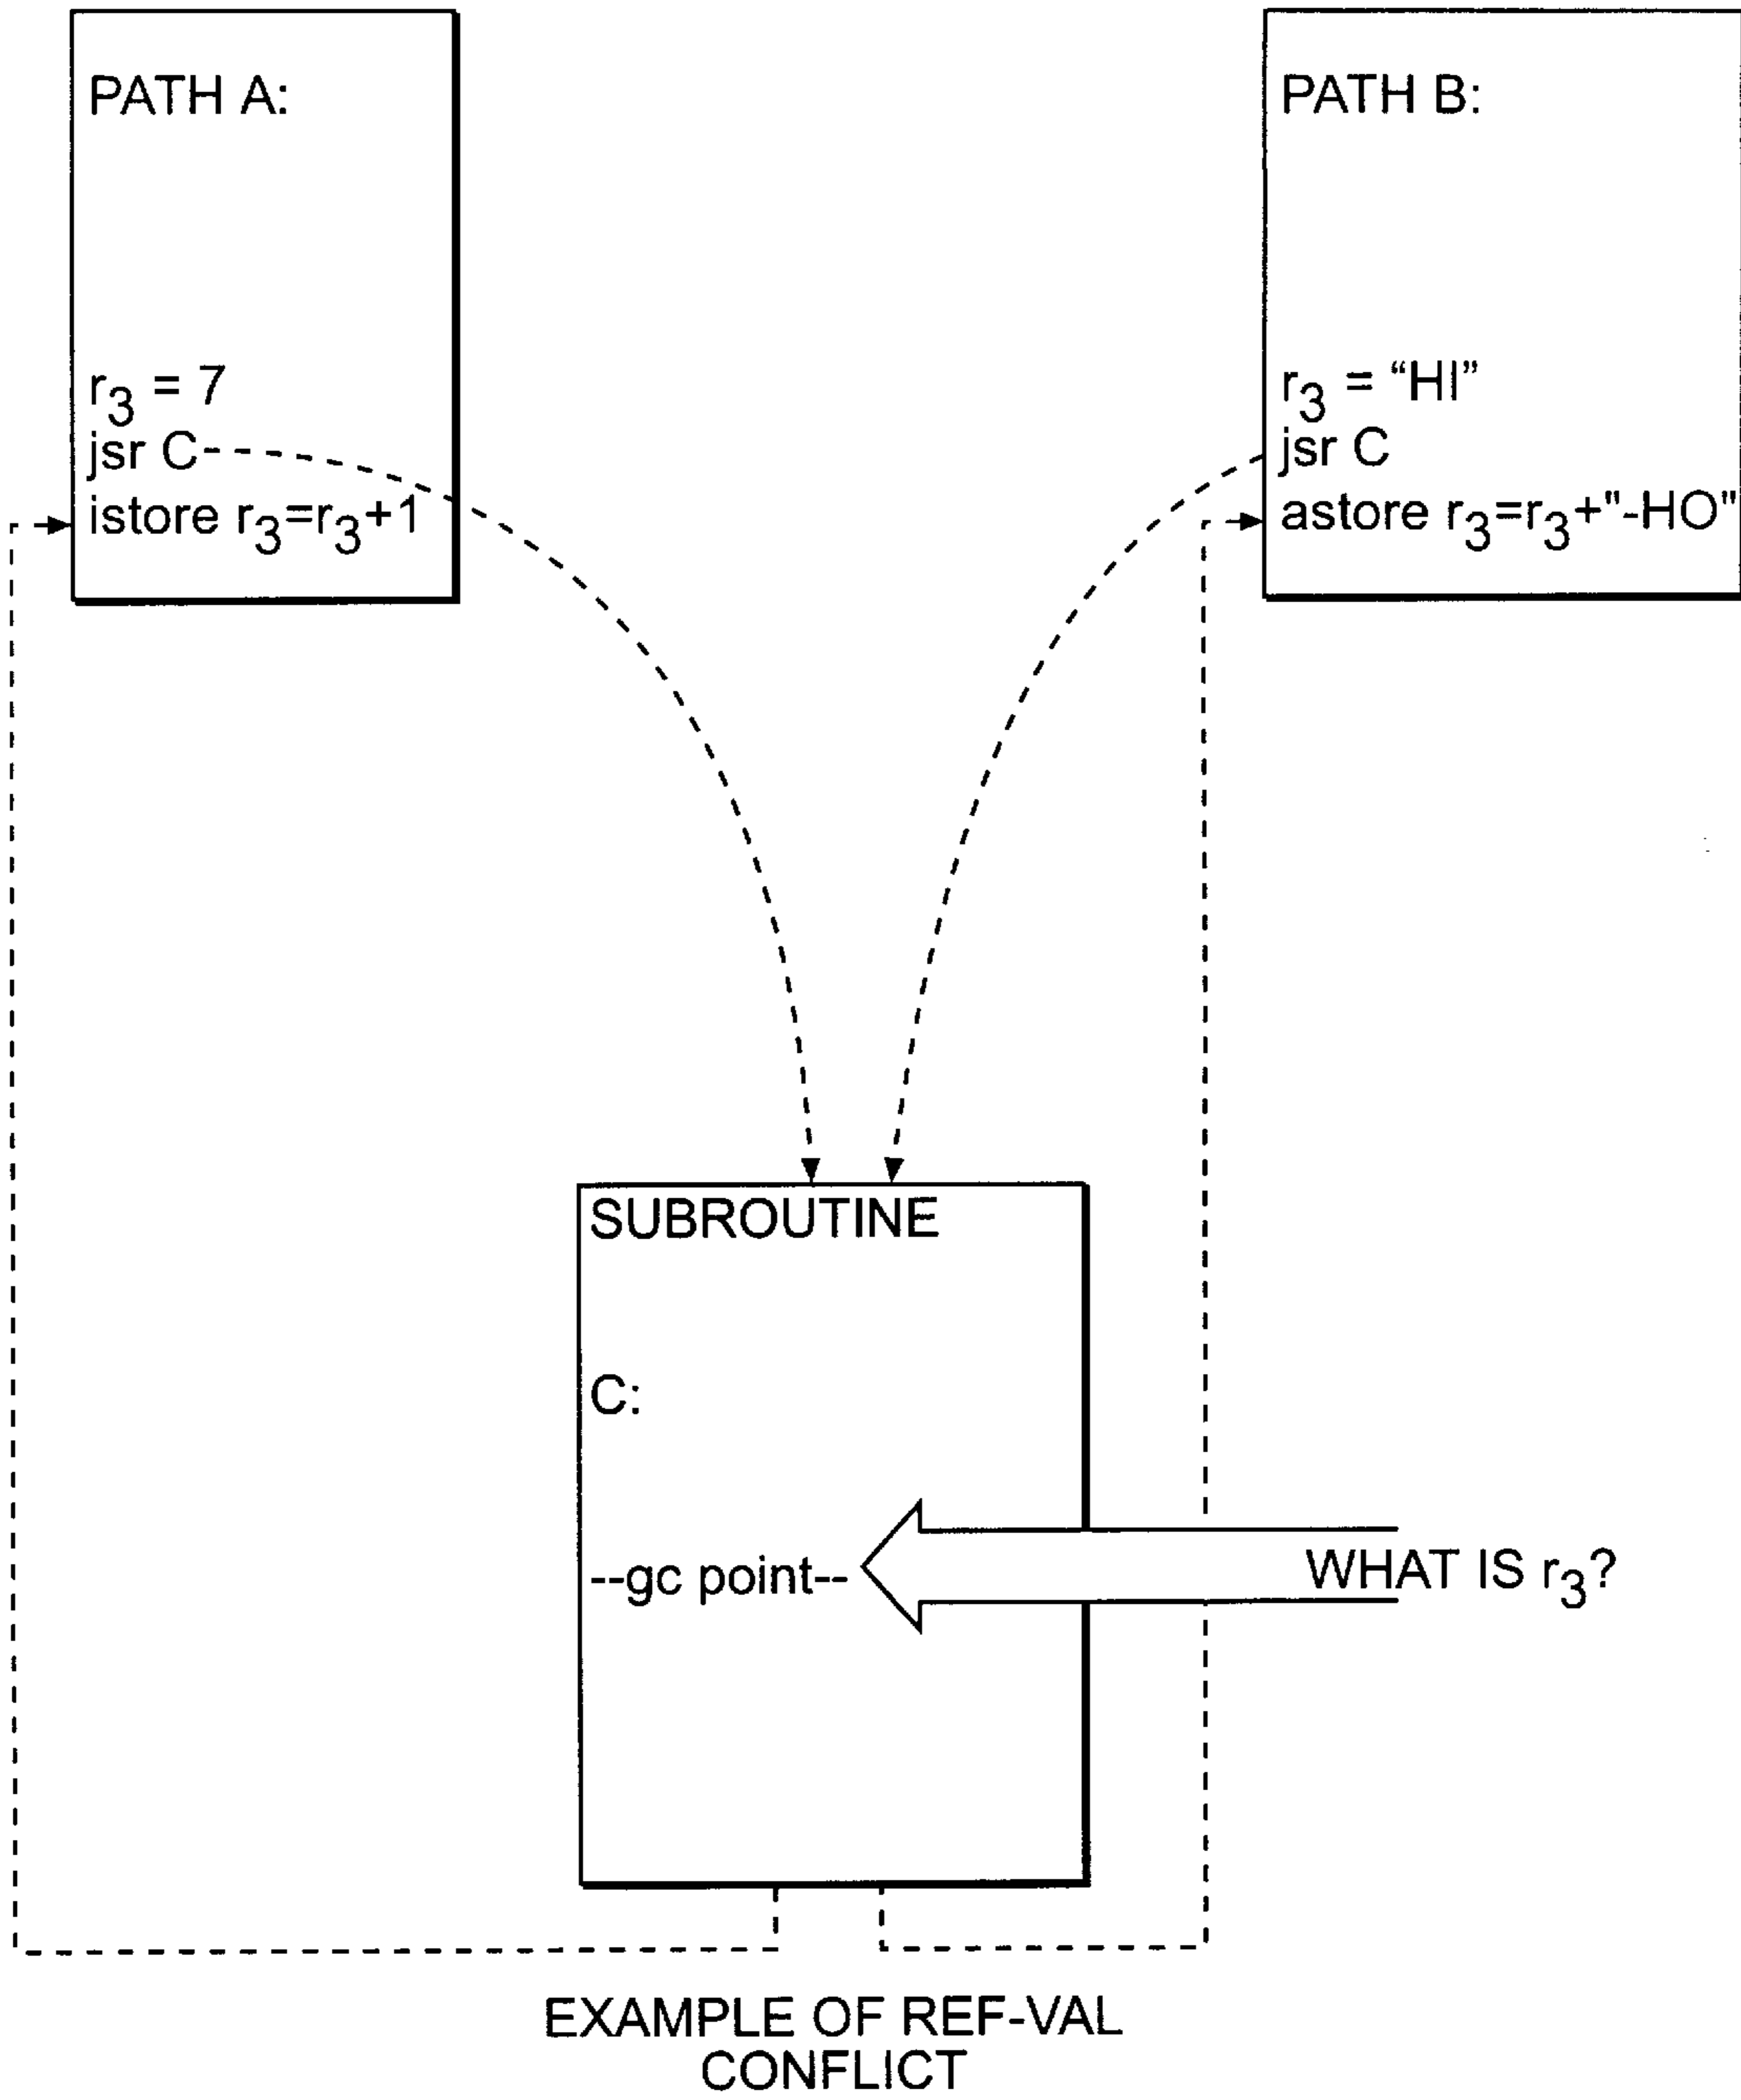 PATH A:
r3 = 7
jsr C
istore r3=r3+1
PATH B:
r3 = “HI”
jsr C
astore r3=r3+"-HO"
SUBROUTINE
C:
--gc point--
WHAT IS r3?
EXAMPLE OF REF-VAL
CONFLICT